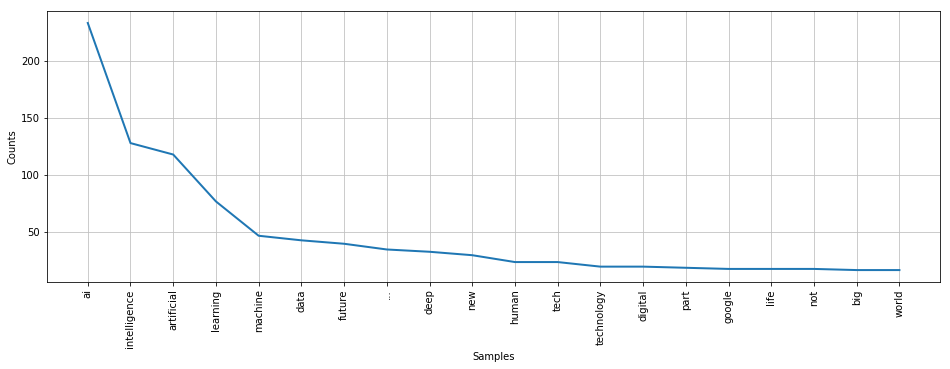 200
150
100
50
Counts
ai
intelligence
artificial
learning
machine
data
future
...
deep
new
human
tech
technology
digital
part
google
life
not
big
world
Samples